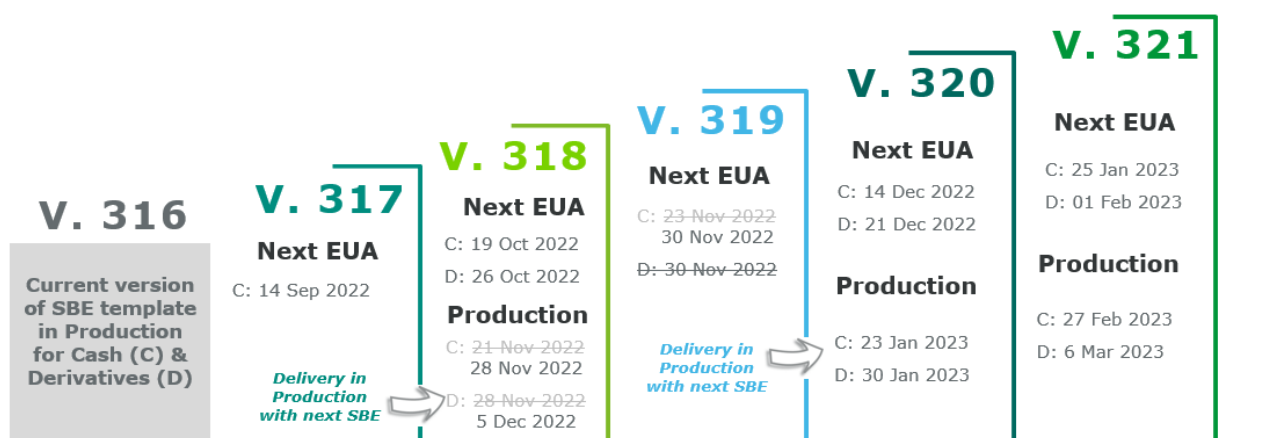 V. 316
Current version
of SBE template
in Production
for Cash (C) &
Derivatives (D)
V. 317
Next EUA
C: 14 Sep 2022
Delivery in
Production
with next SBE
V. 318
Next EUA
C: 19 Oct 2022
D: 26 Oct 2022
Production
C: 21 Nov 2022
28 Nov 2022
D: 28 Nov 2022
5 Dec 2022
V. 319
Next EUA
C: 23 Nov 2022
30 Nov 2022
D: 30 Nov 2022
Delivery in
Production
with next SBE
V. 320
Next EUA
C: 14 Dec 2022
D: 21 Dec 2022
Production
C: 23 Jan 2023
D: 30 Jan 2023
V. 321
Next EUA
C: 25 Jan 2023
D: 01 Feb 2023
Production
C: 27 Feb 2023
D: 6 Mar 2023